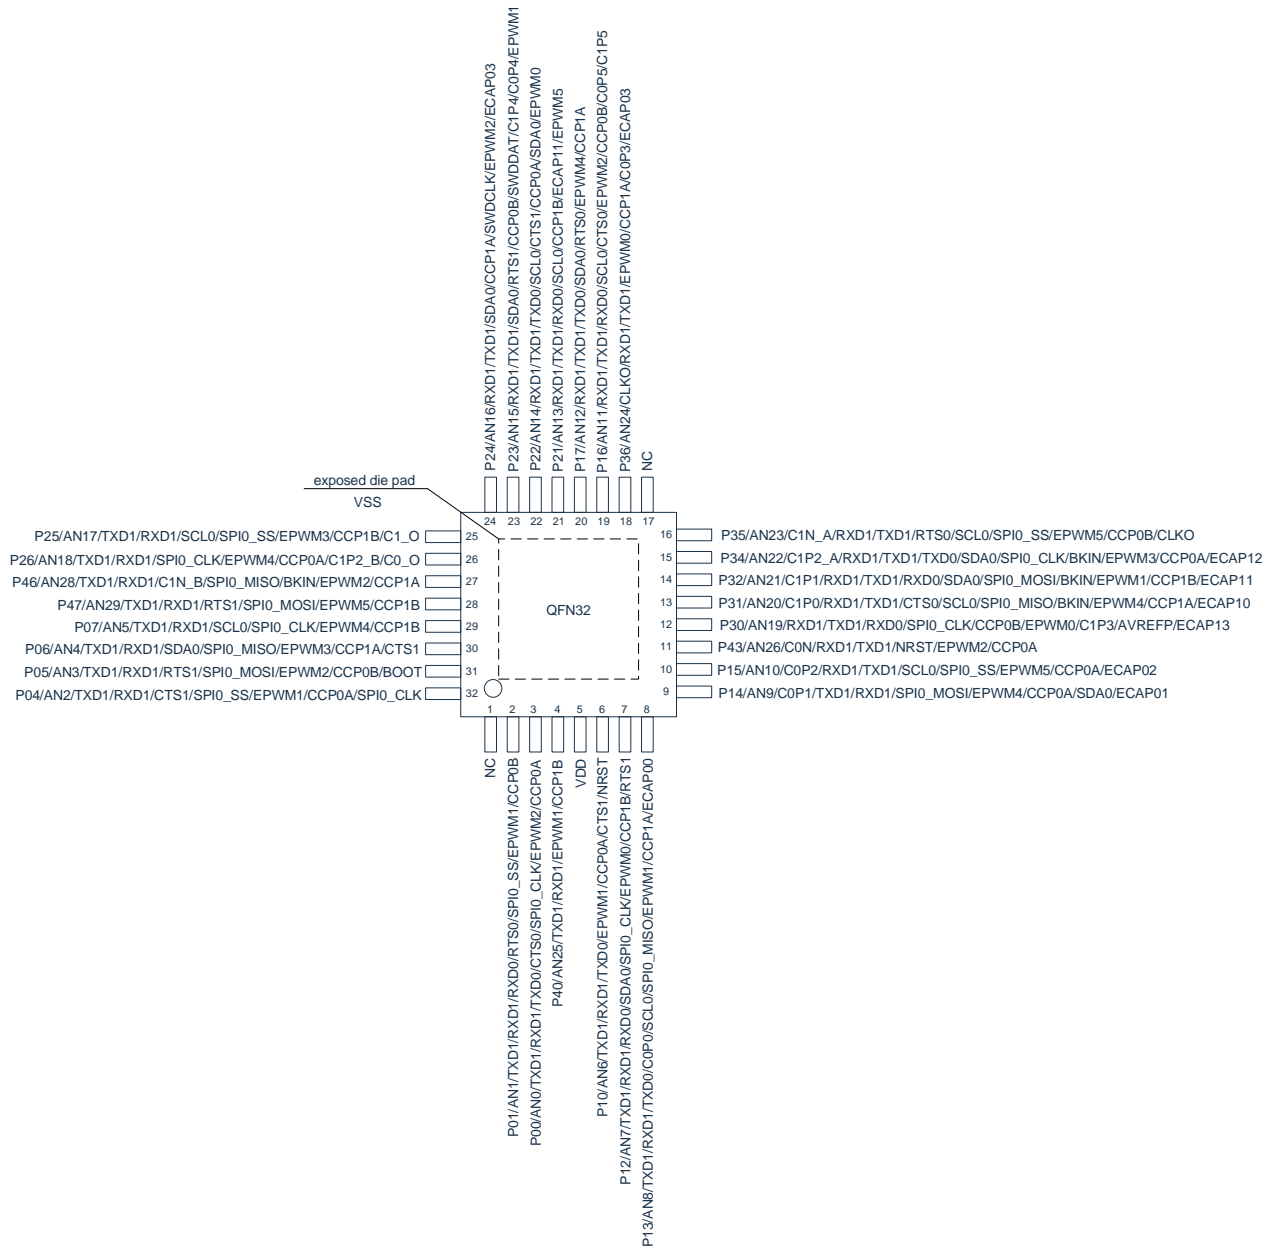 P24/AN16/RXD1/TXD1/SDA0/CCP1A/SWDCLK/EPWM2/ECAP03
P23/AN15/RXD1/TXD1/SDA0/RTS1/CCP0B/SWDDAT/C1P4/C0P4/EPWM1
P22/AN14/RXD1/TXD1/TXD0/SCL0/CTS1/CCP0A/SDA0/EPWM0
P21/AN13/RXD1/TXD1/RXD0/SCL0/CCP1B/ECAP11/EPWM5
P17/AN12/RXD1/TXD1/TXD0/SDA0/RTS0/EPWM4/CCP1A
P16/AN11/RXD1/TXD1/RXD0/SCL0/CTS0/EPWM2/CCP0B/C0P5/C1P5
P36/AN24/CLKO/RXD1/TXD1/EPWM0/CCP1A/C0P3/ECAP03
NC
exposed die pad
VSS
24 23 22 21 20 19 18 17
P25/AN17/TXD1/RXD1/SCL0/SPI0_SS/EPWM3/CCP1B/C1_O 25
16 P35/AN23/C1N_A/RXD1/TXD1/RTS0/SCL0/SPI0_SS/EPWM5/CCP0B/CLKO
P26/AN18/TXD1/RXD1/SPI0_CLK/EPWM4/CCP0A/C1P2_B/C0_O 26
15 P34/AN22/C1P2_A/RXD1/TXD1/TXD0/SDA0/SPI0_CLK/BKIN/EPWM3/CCP0A/ECAP12
P46/AN28/TXD1/RXD1/C1N_B/SPI0_MISO/BKIN/EPWM2/CCP1A 27
14 P32/AN21/C1P1/RXD1/TXD1/RXD0/SDA0/SPI0_MOSI/BKIN/EPWM1/CCP1B/ECAP11
P47/AN29/TXD1/RXD1/RTS1/SPI0_MOSI/EPWM5/CCP1B 28
13 P31/AN20/C1P0/RXD1/TXD1/CTS0/SCL0/SPI0_MISO/BKIN/EPWM4/CCP1A/ECAP10
QFN32
P07/AN5/TXD1/RXD1/SCL0/SPI0_CLK/EPWM4/CCP1B 29
12 P30/AN19/RXD1/TXD1/RXD0/SPI0_CLK/CCP0B/EPWM0/C1P3/AVREFP/ECAP13
P06/AN4/TXD1/RXD1/SDA0/SPI0_MISO/EPWM3/CCP1A/CTS1 30
11 P43/AN26/C0N/RXD1/TXD1/NRST/EPWM2/CCP0A
P05/AN3/TXD1/RXD1/RTS1/SPI0_MOSI/EPWM2/CCP0B/BOOT 31
10 P15/AN10/C0P2/RXD1/TXD1/SCL0/SPI0_SS/EPWM5/CCP0A/ECAP02
P04/AN2/TXD1/RXD1/CTS1/SPI0_SS/EPWM1/CCP0A/SPI0_CLK 32
9 P14/AN9/C0P1/TXD1/RXD1/SPI0_MOSI/EPWM4/CCP0A/SDA0/ECAP01
1 2 3 4 5 6 7 8
NC
P01/AN1/TXD1/RXD1/RXD0/RTS0/SPI0_SS/EPWM1/CCP0B
P00/AN0/TXD1/RXD1/TXD0/CTS0/SPI0_CLK/EPWM2/CCP0A
P40/AN25/TXD1/RXD1/EPWM1/CCP1B
VDD
P10/AN6/TXD1/RXD1/TXD0/EPWM1/CCP0A/CTS1/NRST
P12/AN7/TXD1/RXD1/RXD0/SDA0/SPI0_CLK/EPWM0/CCP1B/RTS1
P13/AN8/TXD1/RXD1/TXD0/C0P0/SCL0/SPI0_MISO/EPWM1/CCP1A/ECAP00